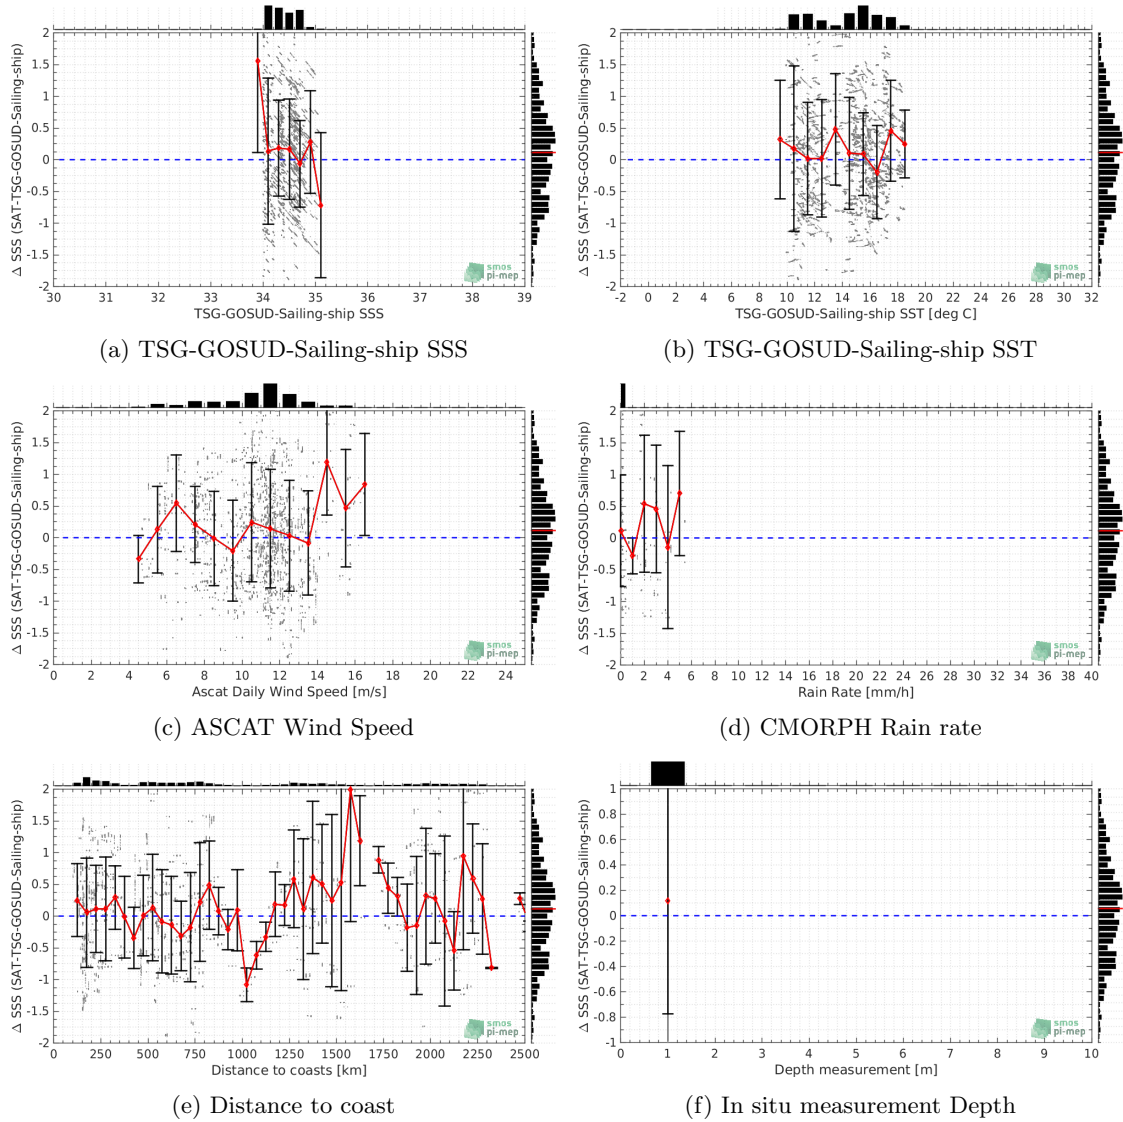 2
1.5
1
0.5
0
-0.5
-1
-1.5
-2
Δ SSS (SAT-TSG-GOSUD-Sailing-ship)
30 31 32 33 34 35 36 37 38 39
TSG-GOSUD-Sailing-ship SSS
smos
pi-mep
(a) TSG-GOSUD-Sailing-ship SSS
2
1.5
1
0.5
0
-0.5
-1
-1.5
-2
Δ SSS (SAT-TSG-GOSUD-Sailing-ship)
-2 0 2 4 6 8 10 12 14 16 18 20 22 24 26 28 30 32
TSG-GOSUD-Sailing-ship SST [deg C]
smos
pi-mep
(b) TSG-GOSUD-Sailing-ship SST
2
1.5
1
0.5
0
-0.5
-1
-1.5
-2
Δ SSS (SAT-TSG-GOSUD-Sailing-ship)
0 2 4 6 8 10 12 14 16 18 20 22 24
Ascat Daily Wind Speed [m/s]
smos
pi-mep
(c) ASCAT Wind Speed
2
1.5
1
0.5
0
-0.5
-1
-1.5
-2
Δ SSS (SAT-TSG-GOSUD-Sailing-ship)
0 2 4 6 8 10 12 14 16 18 20 22 24 26 28 30 32 34 36 38 40
Rain Rate [mm/h]
smos
pi-mep
(d) CMORPH Rain rate
2
1.5
1
0.5
0
-0.5
-1
-1.5
-2
Δ SSS (SAT-TSG-GOSUD-Sailing-ship)
0 250 500 750 1000 1250 1500 1750 2000 2250 2500
Distance to coasts [km]
smos
pi-mep
(e) Distance to coast
1
0.8
0.6
0.4
0.2
0
-0.2
-0.4
-0.6
-0.8
-1
Δ SSS (SAT-TSG-GOSUD-Sailing-ship)
0 1 2 3 4 5 6 7 8 9 10
Depth measurement [m]
smos
pi-mep
(f) In situ measurement Depth